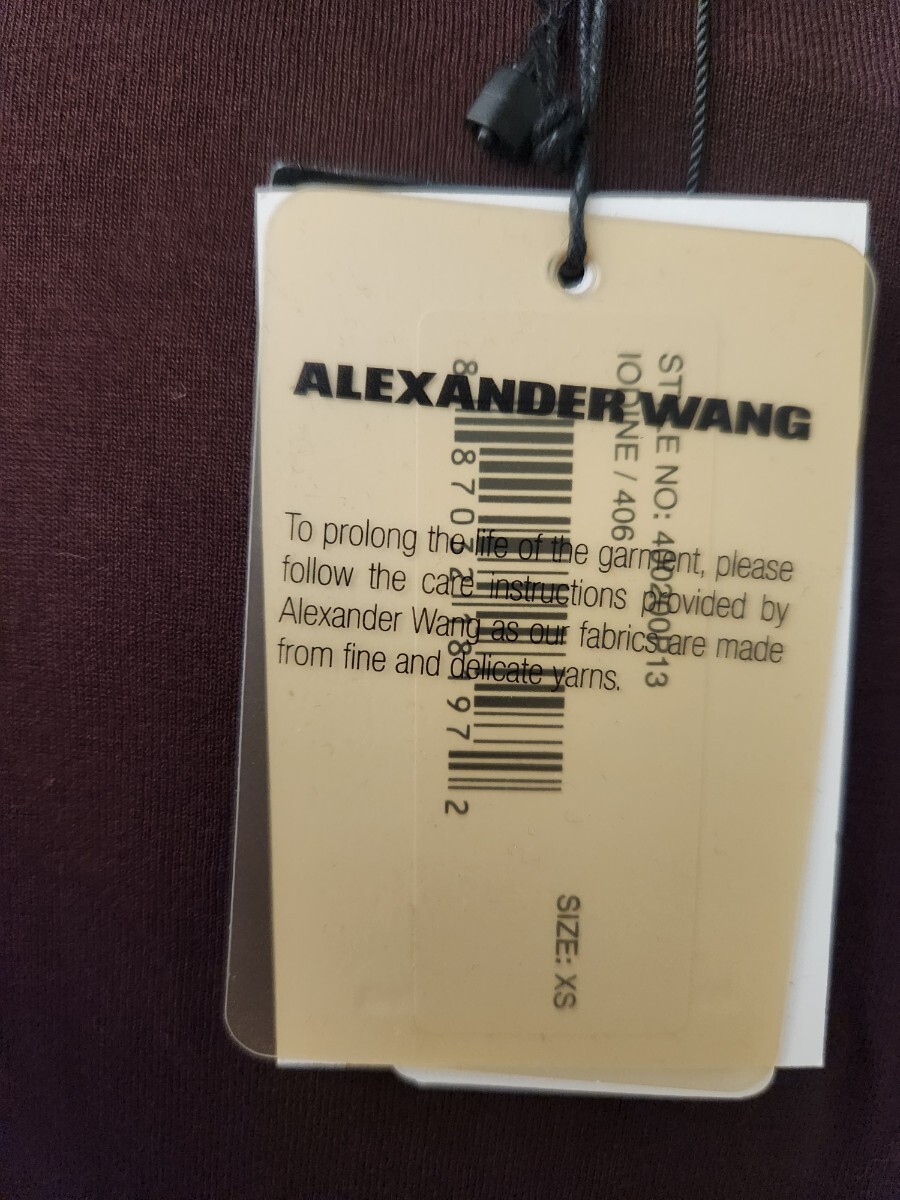 ALEXANDER WANG
To prolong the life of the garment, please
follow the care instructions provided by
Alexander Wang as our fabrics are made
from fine and delicate yarns.
STYLE NO:
IODINE / 406
SIZE: XS